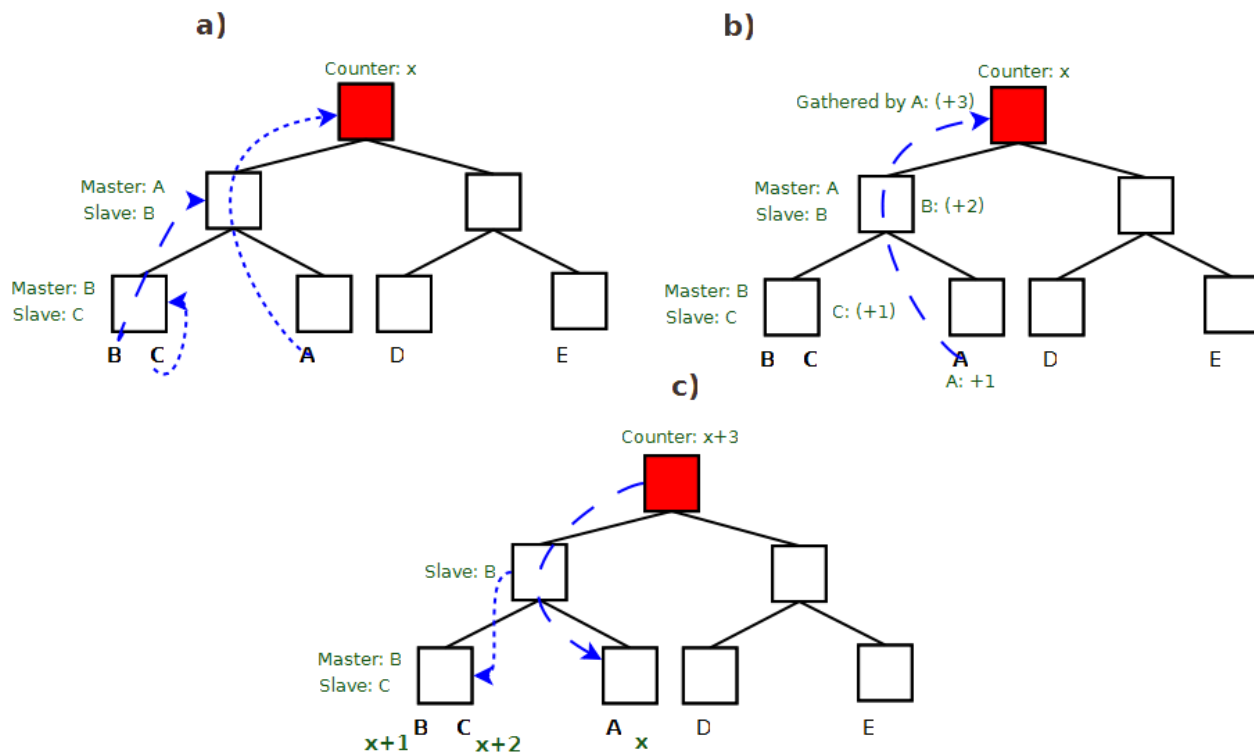 a)
Counter: x
Master: A
Slave: B
Master: B
Slave: C
B C A D E
b)
Counter: x
Gathered by A: (+3)
Master: A
Slave: B
B: (+2)
Master: B
Slave: C
C: (+1)
B C A D E
A: +1
c)
Counter: x+3
Slave: B
Master: B
Slave: C
B C A D E
x+1 x+2 x